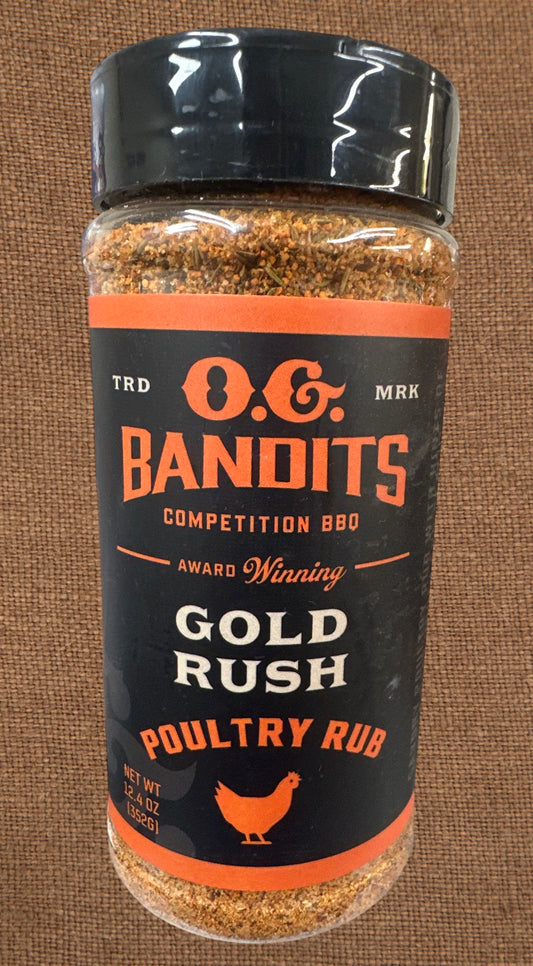 TRD MRK
O.G.
BANDITS
COMPETITION BBQ
AWARD Winning
GOLD
RUSH
POULTRY RUB
NET WT
12.4 OZ
(352G)